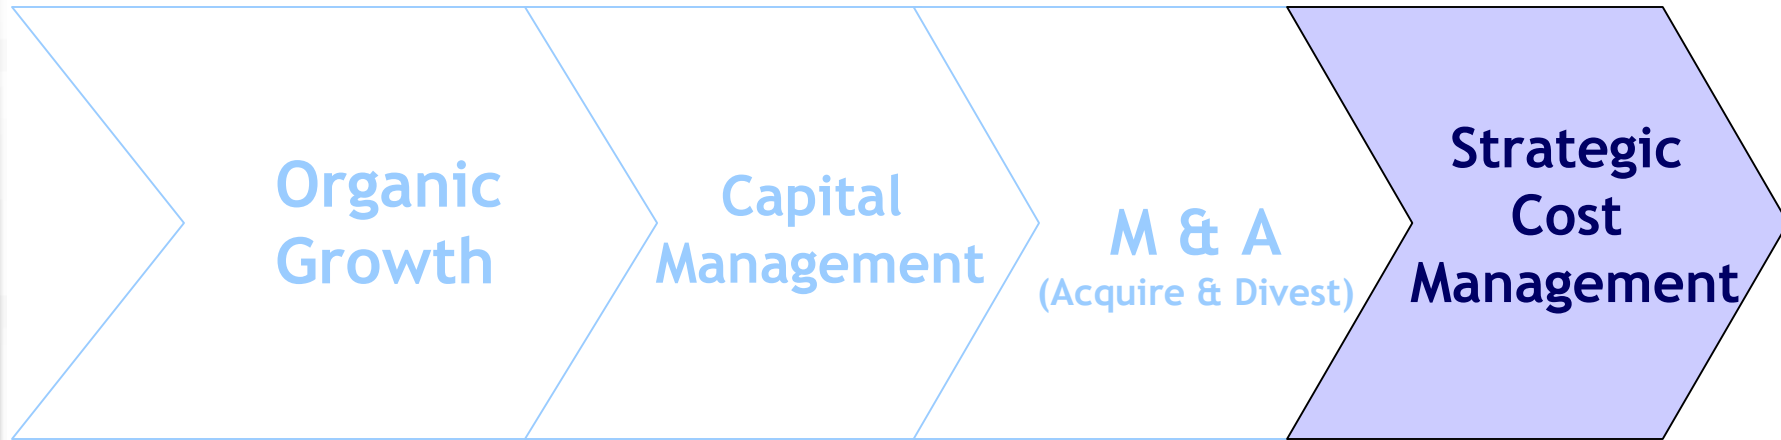 Organic
Growth
Capital
Management
M & A
(Acquire & Divest)
Strategic
Cost
Management